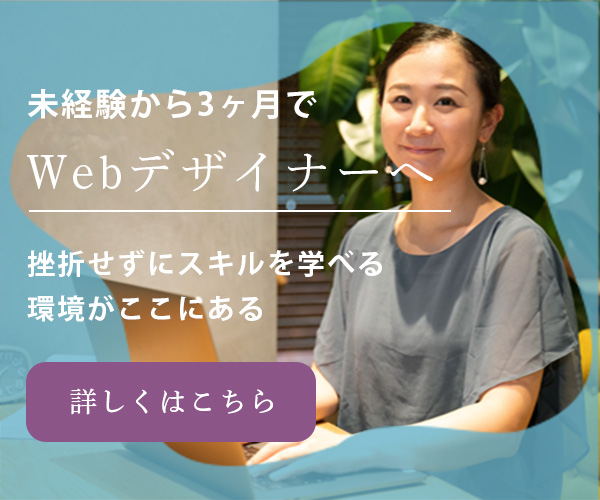 未経験から3ヶ月で
Webデザイナーへ
挫折せずにスキルを学べる
環境がここにある
詳しくはこちら